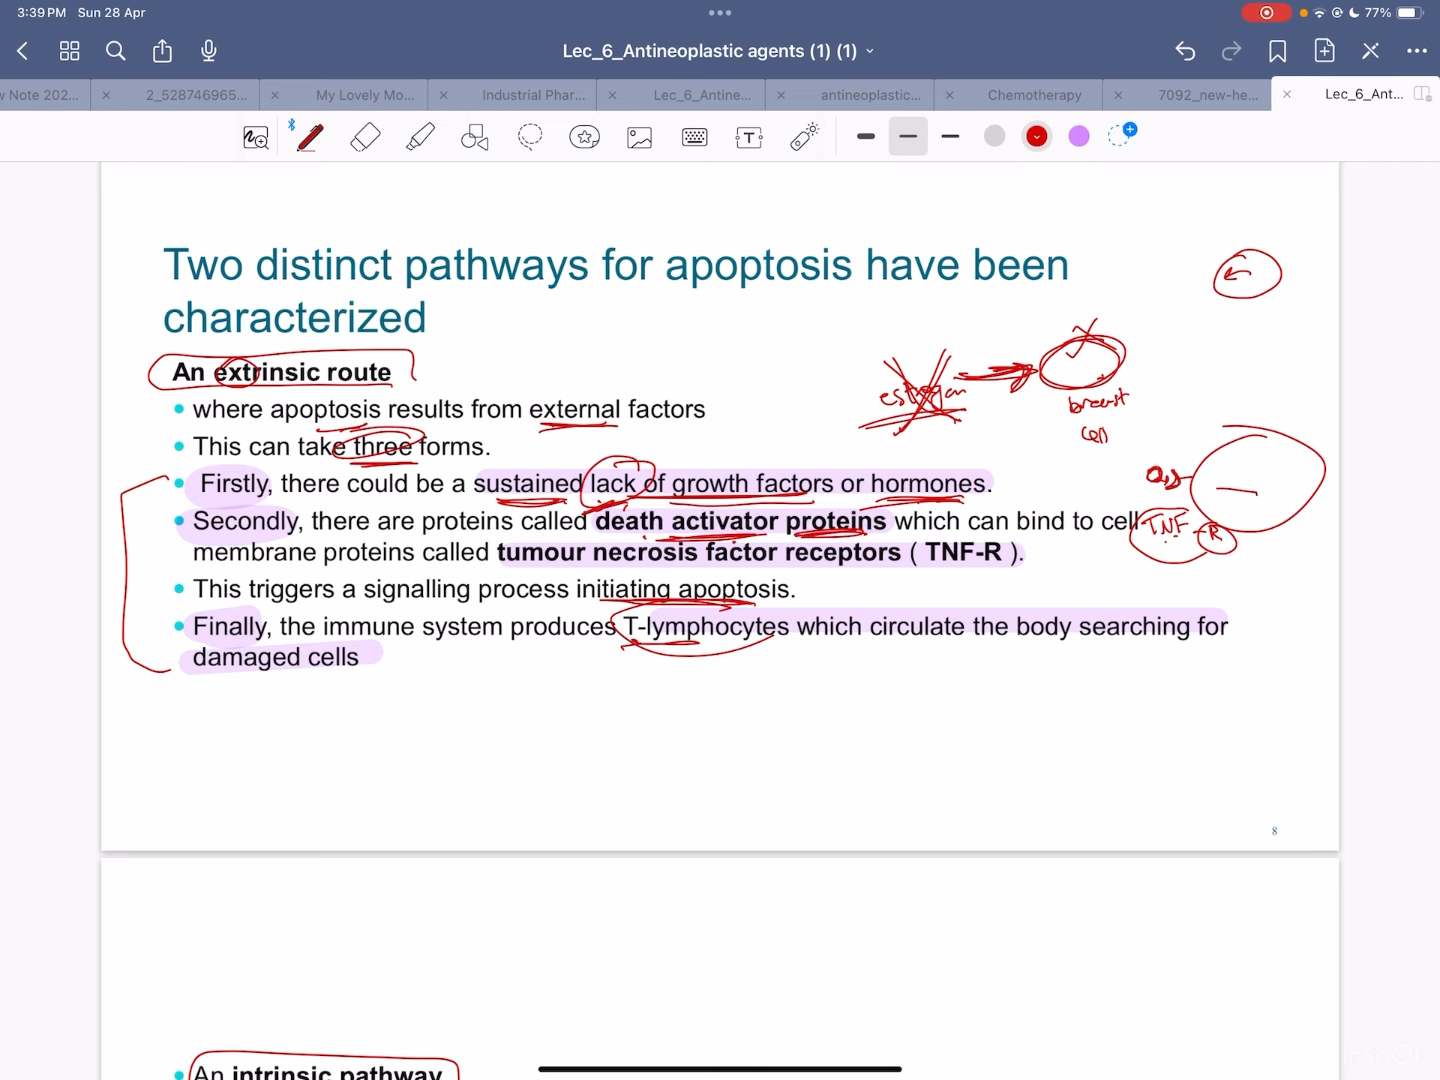 3:39 PM Sun 28 Apr
77%
Lec_6_Antineoplastic agents (1) (1)
w Note 202...
2_528746965...
My Lovely Mo...
Industrial Phar...
Lec_6_Antine...
antineoplastic...
Chemotherapy
7092_new-he...
Lec_6_Ant...
Two distinct pathways for apoptosis have been
characterized
An extrinsic route
where apoptosis results from external factors
This can take three forms.
Firstly, there could be a sustained lack of growth factors or hormones.
Secondly, there are proteins called death activator proteins which can bind to cell
membrane proteins called tumour necrosis factor receptors ( TNF-R ).
This triggers a signalling process initiating apoptosis.
Finally, the immune system produces T-lymphocytes which circulate the body searching for
damaged cells
estrogen
breast
cell
TNF-R
8
An intrinsic pathway